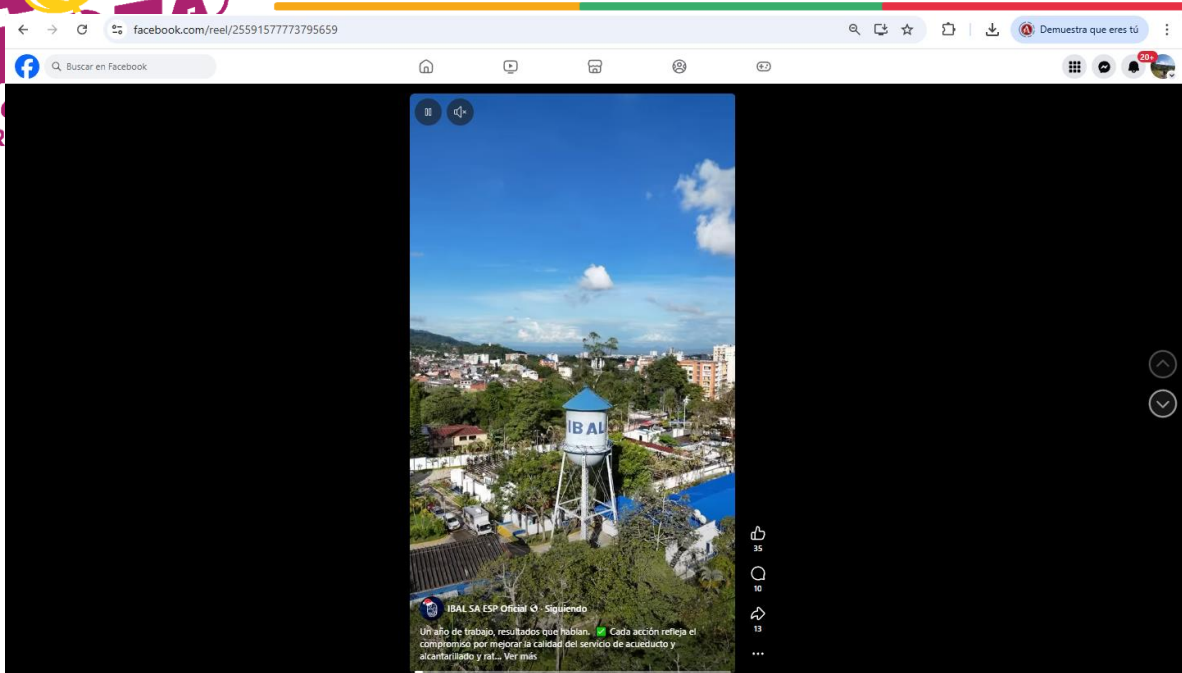 facebook.com/reel/25591577773795659
Demuestra que eres tú
Buscar en Facebook
20+
IBAL
35
10
13
IBAL SA ESP Oficial · Siguiendo
Un año de trabajo, resultados que hablan. ✅ Cada acción refleja el
compromiso por mejorar la calidad del servicio de acueducto y
alcantarillado y rat... Ver más